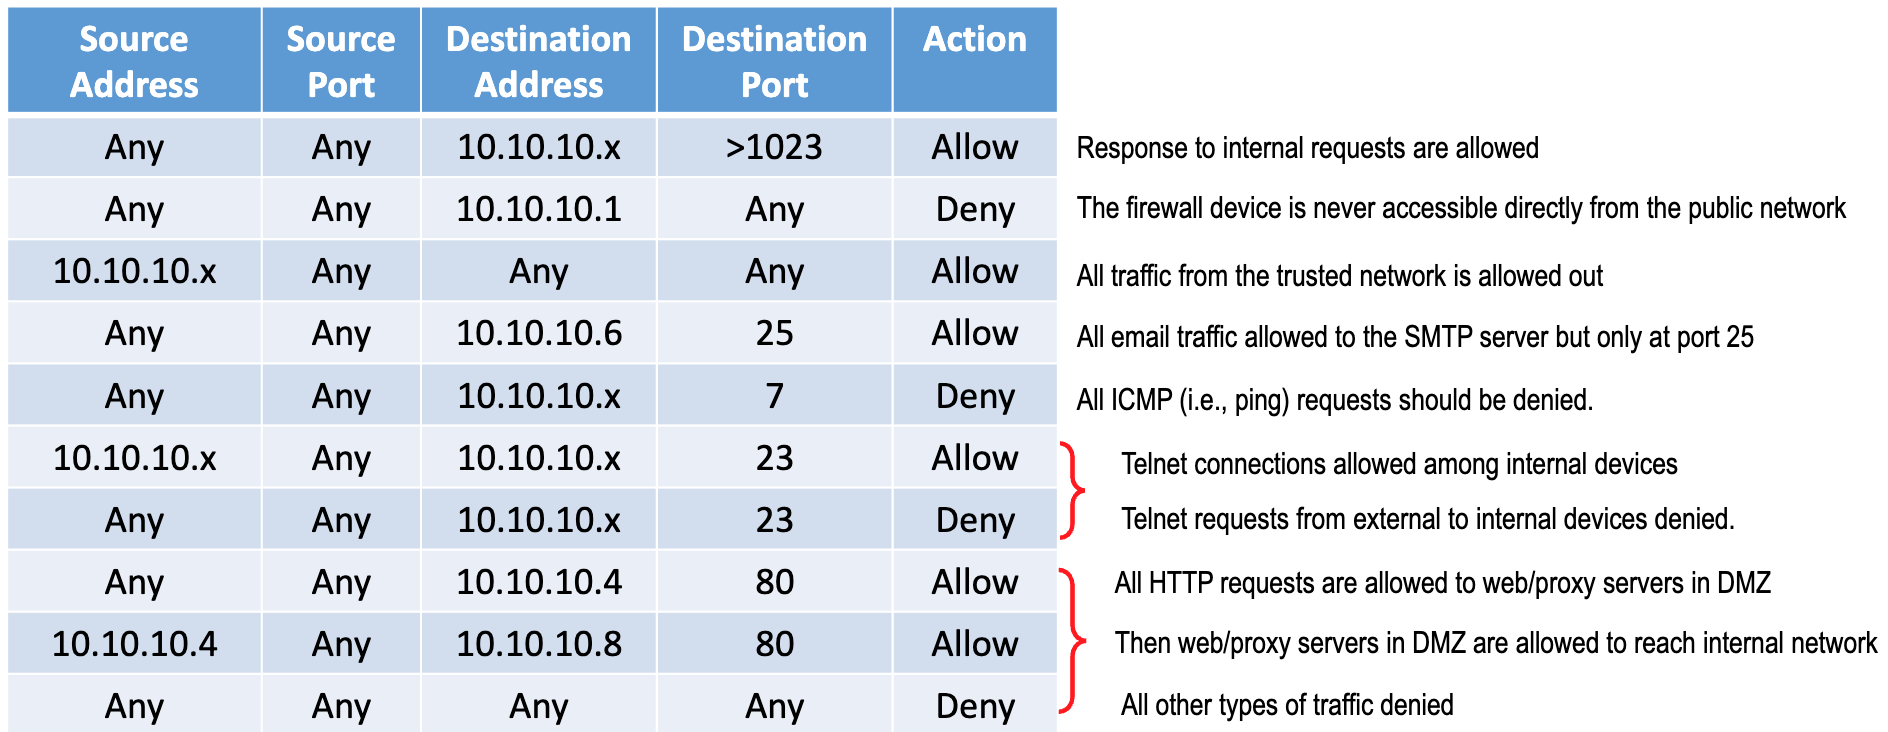 Source Address Source Port Destination Address Destination Port Action
Any Any 10.10.10.x >1023 Allow Response to internal requests are allowed
Any Any 10.10.10.1 Any Deny The firewall device is never accessible directly from the public network
10.10.10.x Any Any Any Allow All traffic from the trusted network is allowed out
Any Any 10.10.10.6 25 Allow All email traffic allowed to the SMTP server but only at port 25
Any Any 10.10.10.x 7 Deny All ICMP (i.e., ping) requests should be denied.
10.10.10.x Any 10.10.10.x 23 Allow Telnet connections allowed among internal devices
Any Any 10.10.10.x 23 Deny Telnet requests from external to internal devices denied.
Any Any 10.10.10.4 80 Allow All HTTP requests are allowed to web/proxy servers in DMZ
10.10.10.4 Any 10.10.10.8 80 Allow Then web/proxy servers in DMZ are allowed to reach internal network
Any Any Any Any Deny All other types of traffic denied